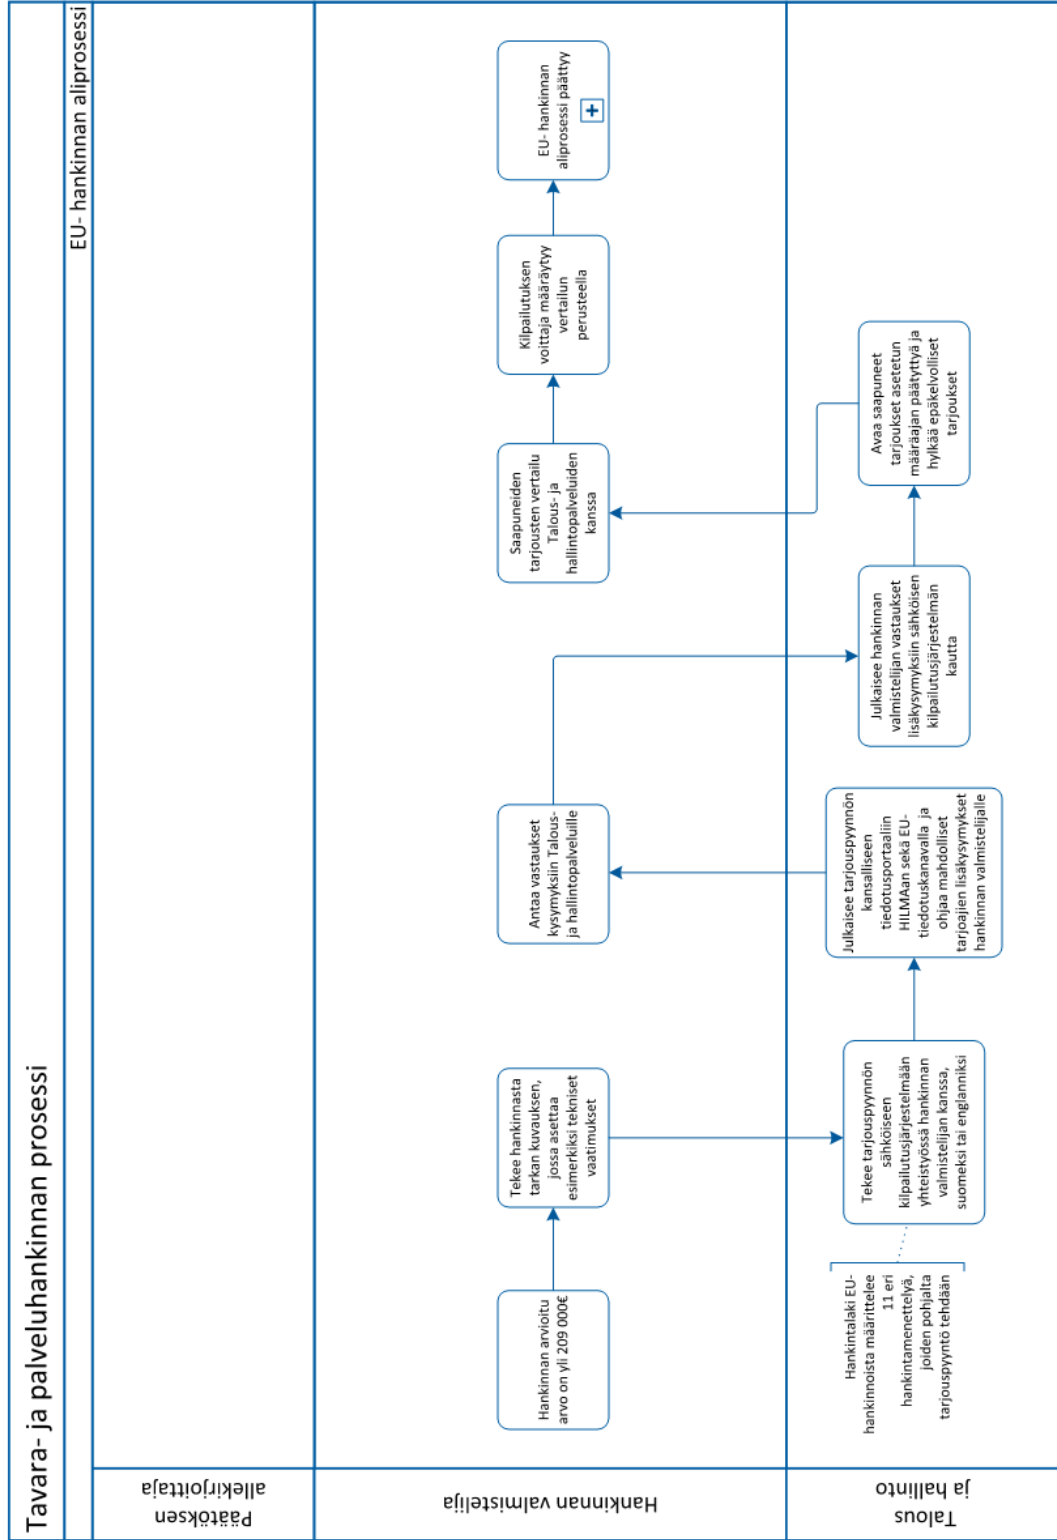 Tavara- ja palveluhankinnan prosessi
EU- hankinnan aliprosessi
Päätöksen
allekirjoittaja
Hankinnan valmistelija
Talous
ja hallinto
Hankinnan arvioitu
arvo on yli 209 000€
Tekee hankinnasta
tarkan kuvauksen,
jossa asettaa
esimerkiksi tekniset
vaatimukset
Hankintalaki EU-
hankinnoista määrittelee
11 eri
hankintamenettelyä,
joiden pohjalta
tarjouspyyntö tehdään
Tekee tarjouspyynnön
sähköiseen
kilpailutusjärjestelmään
yhteistyössä hankinnan
valmistelijan kanssa,
suomeksi tai englanniksi
Julkaisee tarjouspyynnön
kansalliseen
tiedotusportaaliin
HILMAan sekä EU-
tiedotuskanavalla ja
ohjaa mahdolliset
tarjoajien lisäkysymykset
hankinnan valmistelijalle
Antaa vastaukset
kysymyksiin Talous-
ja hallintopalveluille
Julkaisee hankinnan
valmistelijan vastaukset
lisäkysymyksiin sähköisen
kilpailutusjärjestelmän
kautta
Avaa saapuneet
tarjoukset asetetun
määräajan päätyttyä ja
hylkää epäkelvolliset
tarjoukset
Saapuneiden
tarjousten vertailu
Talous- ja
hallintopalveluiden
kanssa
Kilpailutuksen
voittaja määräytyy
vertailun
perusteella
EU- hankinnan
aliprosessi päättyy